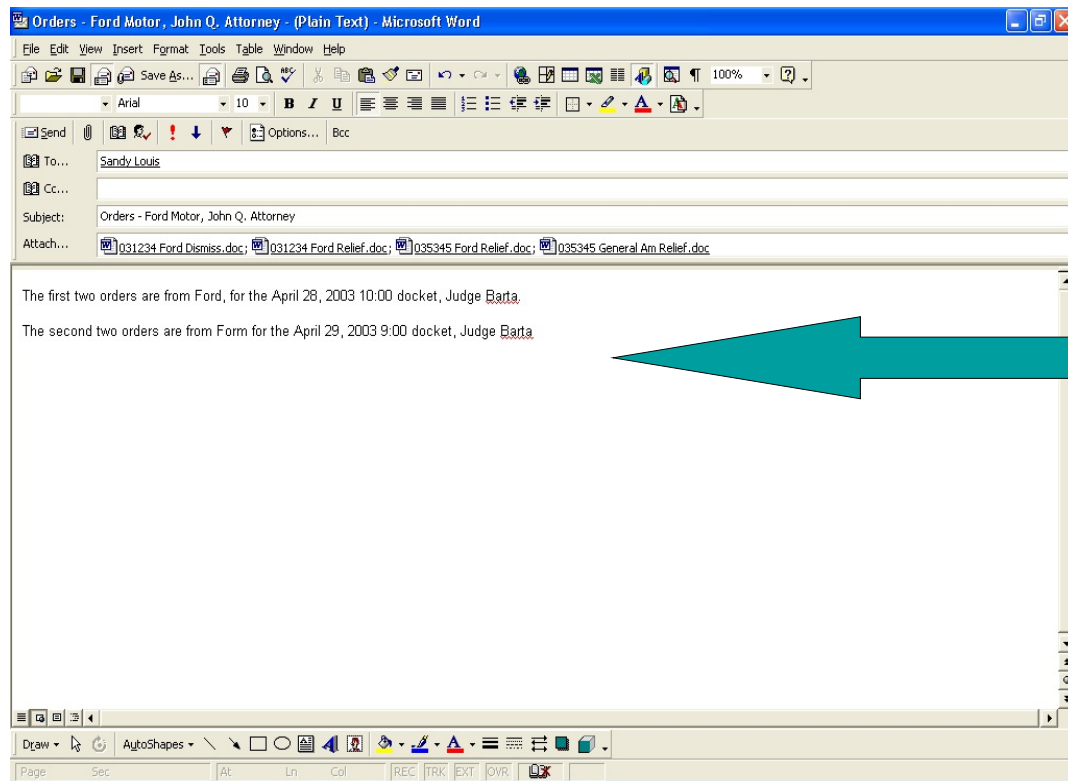 Orders - Ford Motor, John Q. Attorney - (Plain Text) - Microsoft Word
File Edit View Insert Format Tools Table Window Help
Save As... 100%
Arial 10 B I U A
Send Options... Bcc
To... Sandy Louis
Cc...
Subject: Orders - Ford Motor, John Q. Attorney
Attach... 031234 Ford Dismiss.doc; 031234 Ford Relief.doc; 035345 Ford Relief.doc; 035345 General Am Relief.doc
The first two orders are from Ford, for the April 28, 2003 10:00 docket, Judge Barta.
The second two orders are from Form for the April 29, 2003 9:00 docket, Judge Barta
Draw AutoShapes A
Page Sec At Ln Col REC TRK EXT OVR